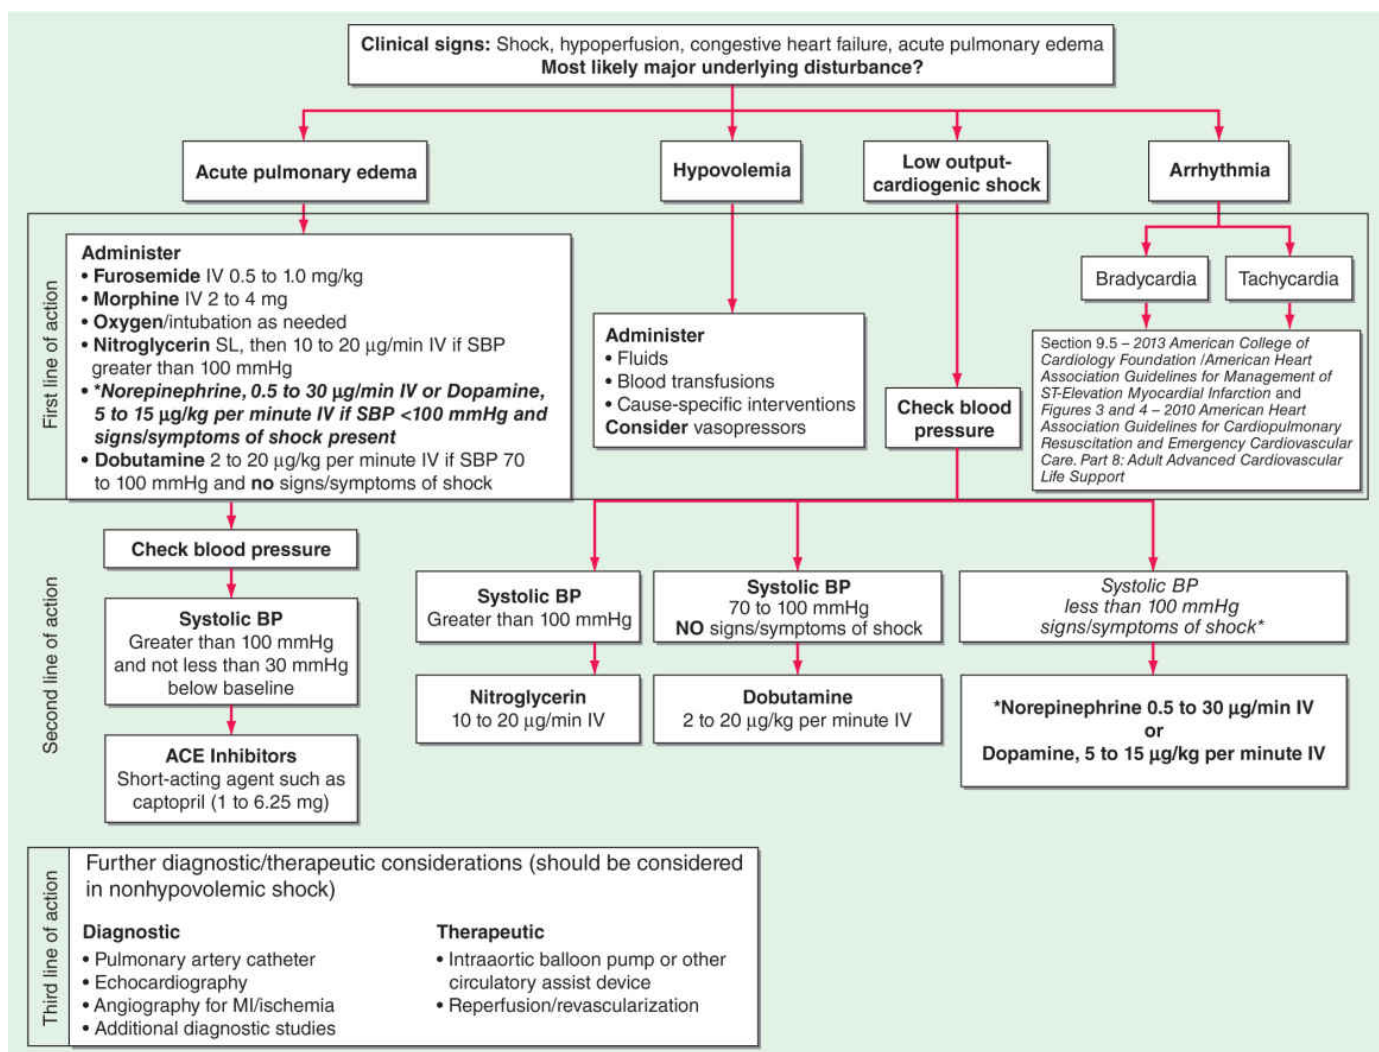 Clinical signs: Shock, hypoperfusion, congestive heart failure, acute pulmonary edema
Most likely major underlying disturbance?
Acute pulmonary edema
Hypovolemia
Low output-
cardiogenic shock
Arrhythmia
First line of action
Administer
• Furosemide IV 0.5 to 1.0 mg/kg
• Morphine IV 2 to 4 mg
• Oxygen/intubation as needed
• Nitroglycerin SL, then 10 to 20 μg/min IV if SBP
greater than 100 mmHg
• *Norepinephrine, 0.5 to 30 μg/min IV or Dopamine,
5 to 15 μg/kg per minute IV if SBP <100 mmHg and
signs/symptoms of shock present
• Dobutamine 2 to 20 μg/kg per minute IV if SBP 70
to 100 mmHg and no signs/symptoms of shock
Administer
• Fluids
• Blood transfusions
• Cause-specific interventions
Consider vasopressors
Check blood
pressure
Bradycardia
Tachycardia
Section 9.5 – 2013 American College of
Cardiology Foundation /American Heart
Association Guidelines for Management of
ST-Elevation Myocardial Infarction and
Figures 3 and 4 – 2010 American Heart
Association Guidelines for Cardiopulmonary
Resuscitation and Emergency Cardiovascular
Care. Part 8: Adult Advanced Cardiovascular
Life Support
Second line of action
Check blood pressure
Systolic BP
Greater than 100 mmHg
and not less than 30 mmHg
below baseline
ACE Inhibitors
Short-acting agent such as
captopril (1 to 6.25 mg)
Systolic BP
Greater than 100 mmHg
Nitroglycerin
10 to 20 μg/min IV
Systolic BP
70 to 100 mmHg
NO signs/symptoms of shock
Dobutamine
2 to 20 μg/kg per minute IV
Systolic BP
less than 100 mmHg
signs/symptoms of shock*
*Norepinephrine 0.5 to 30 μg/min IV
or
Dopamine, 5 to 15 μg/kg per minute IV
Third line of action
Further diagnostic/therapeutic considerations (should be considered
in nonhypovolemic shock)
Diagnostic
• Pulmonary artery catheter
• Echocardiography
• Angiography for MI/ischemia
• Additional diagnostic studies
Therapeutic
• Intraaortic balloon pump or other
circulatory assist device
• Reperfusion/revascularization